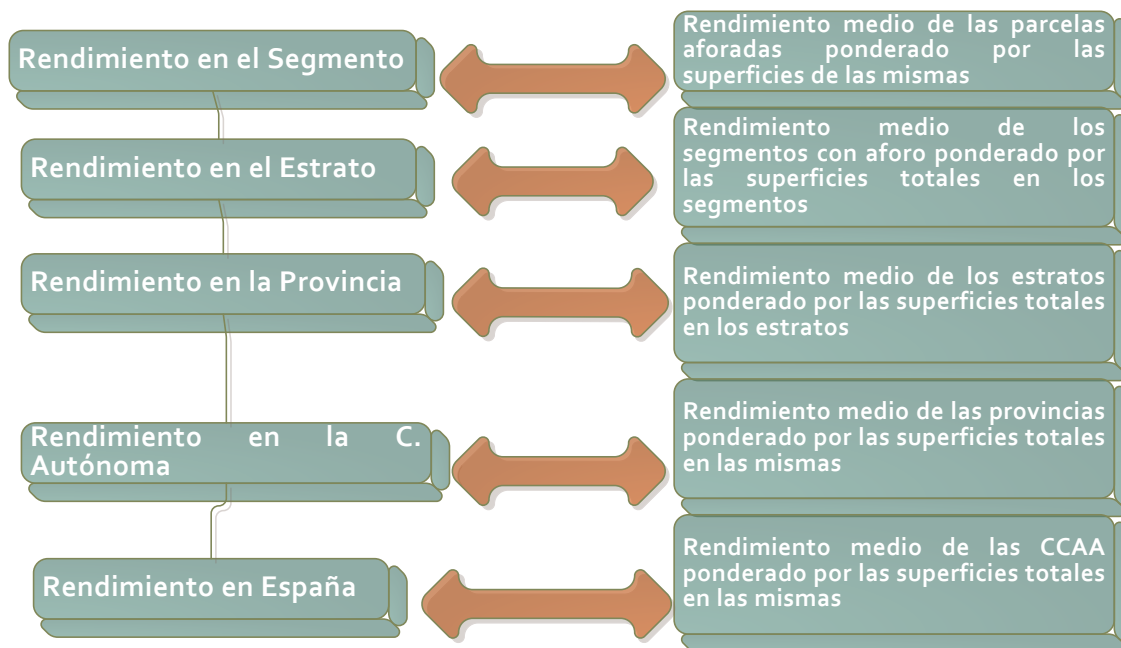 Rendimiento en el Segmento
Rendimiento medio de las parcelas
aforadas ponderado por las
superficies de las mismas
Rendimiento en el Estrato
Rendimiento medio de los
segmentos con aforo ponderado por
las superficies totales en los
segmentos
Rendimiento en la Provincia
Rendimiento medio de los estratos
ponderado por las superficies totales
en los estratos
Rendimiento en la C.
Autónoma
Rendimiento medio de las provincias
ponderado por las superficies totales
en las mismas
Rendimiento en España
Rendimiento medio de las CCAA
ponderado por las superficies totales
en las mismas